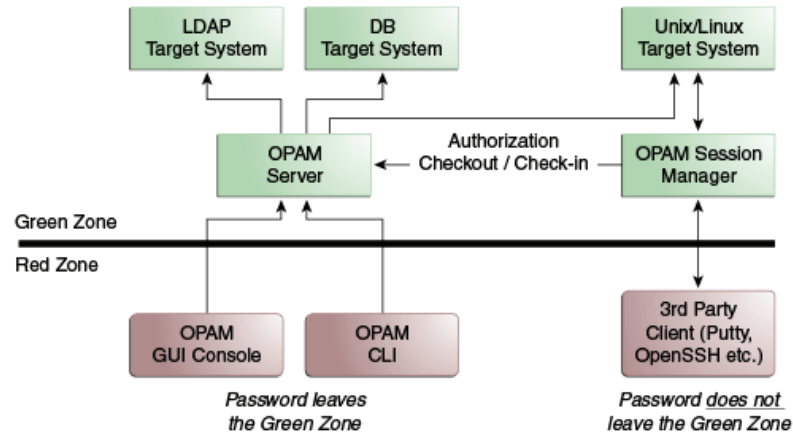 LDAP
Target System
DB
Target System
Unix/Linux
Target System
OPAM
Server
Authorization
Checkout / Check-in
OPAM Session
Manager
Green Zone
Red Zone
OPAM
GUI Console
OPAM
CLI
3rd Party
Client (Putty,
OpenSSH etc.)
Password leaves
the Green Zone
Password does not
leave the Green Zone